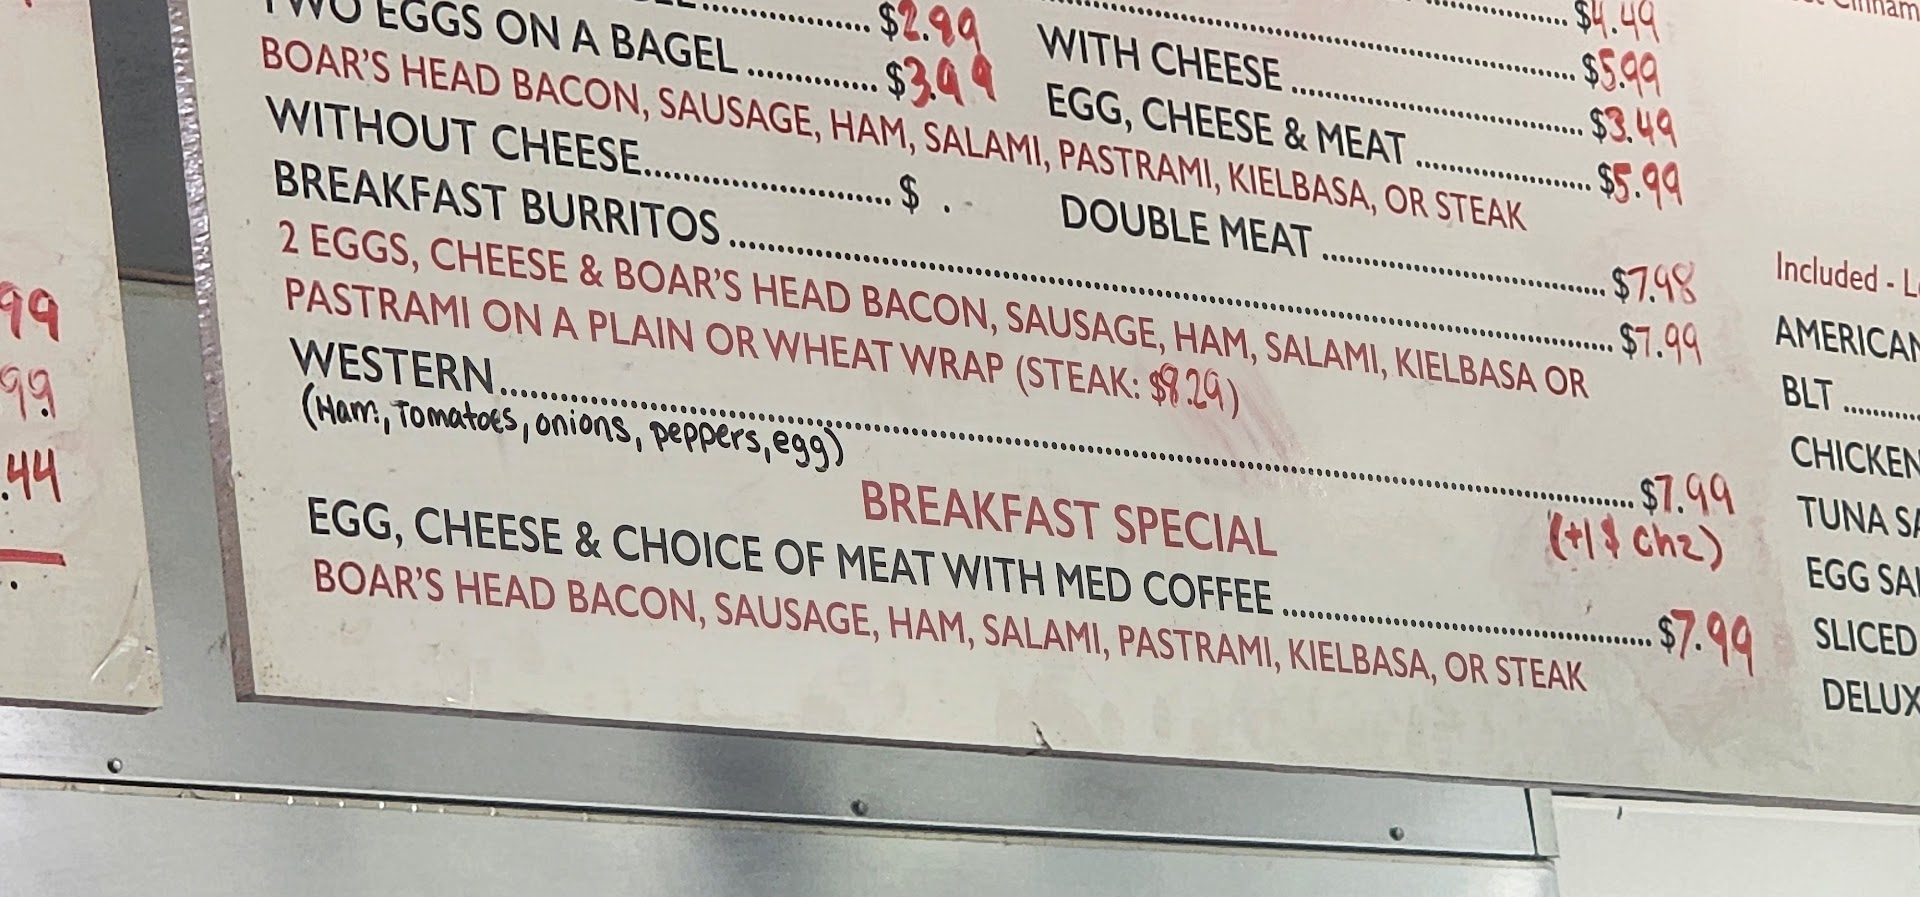 $4.49
$5.99
$2.99 WITH CHEESE .......... $3.49
TWO EGGS ON A BAGEL .......... $3.99 EGG, CHEESE & MEAT .......... $5.99
BOAR'S HEAD BACON, SAUSAGE, HAM, SALAMI, PASTRAMI, KIELBASA, OR STEAK
WITHOUT CHEESE.......... $ . DOUBLE MEAT .......... $7.98
BREAKFAST BURRITOS .......... $7.99
2 EGGS, CHEESE & BOAR'S HEAD BACON, SAUSAGE, HAM, SALAMI, KIELBASA OR
PASTRAMI ON A PLAIN OR WHEAT WRAP (STEAK: $8.29)
WESTERN.......... $7.99
(Ham, Tomatoes, onions, peppers, egg)
(+1$ chz)
BREAKFAST SPECIAL
EGG, CHEESE & CHOICE OF MEAT WITH MED COFFEE .......... $7.99
BOAR'S HEAD BACON, SAUSAGE, HAM, SALAMI, PASTRAMI, KIELBASA, OR STEAK
99
99
.44
Included -
AMERICAN
BLT ..........
CHICKEN
TUNA
EGG
SLICED